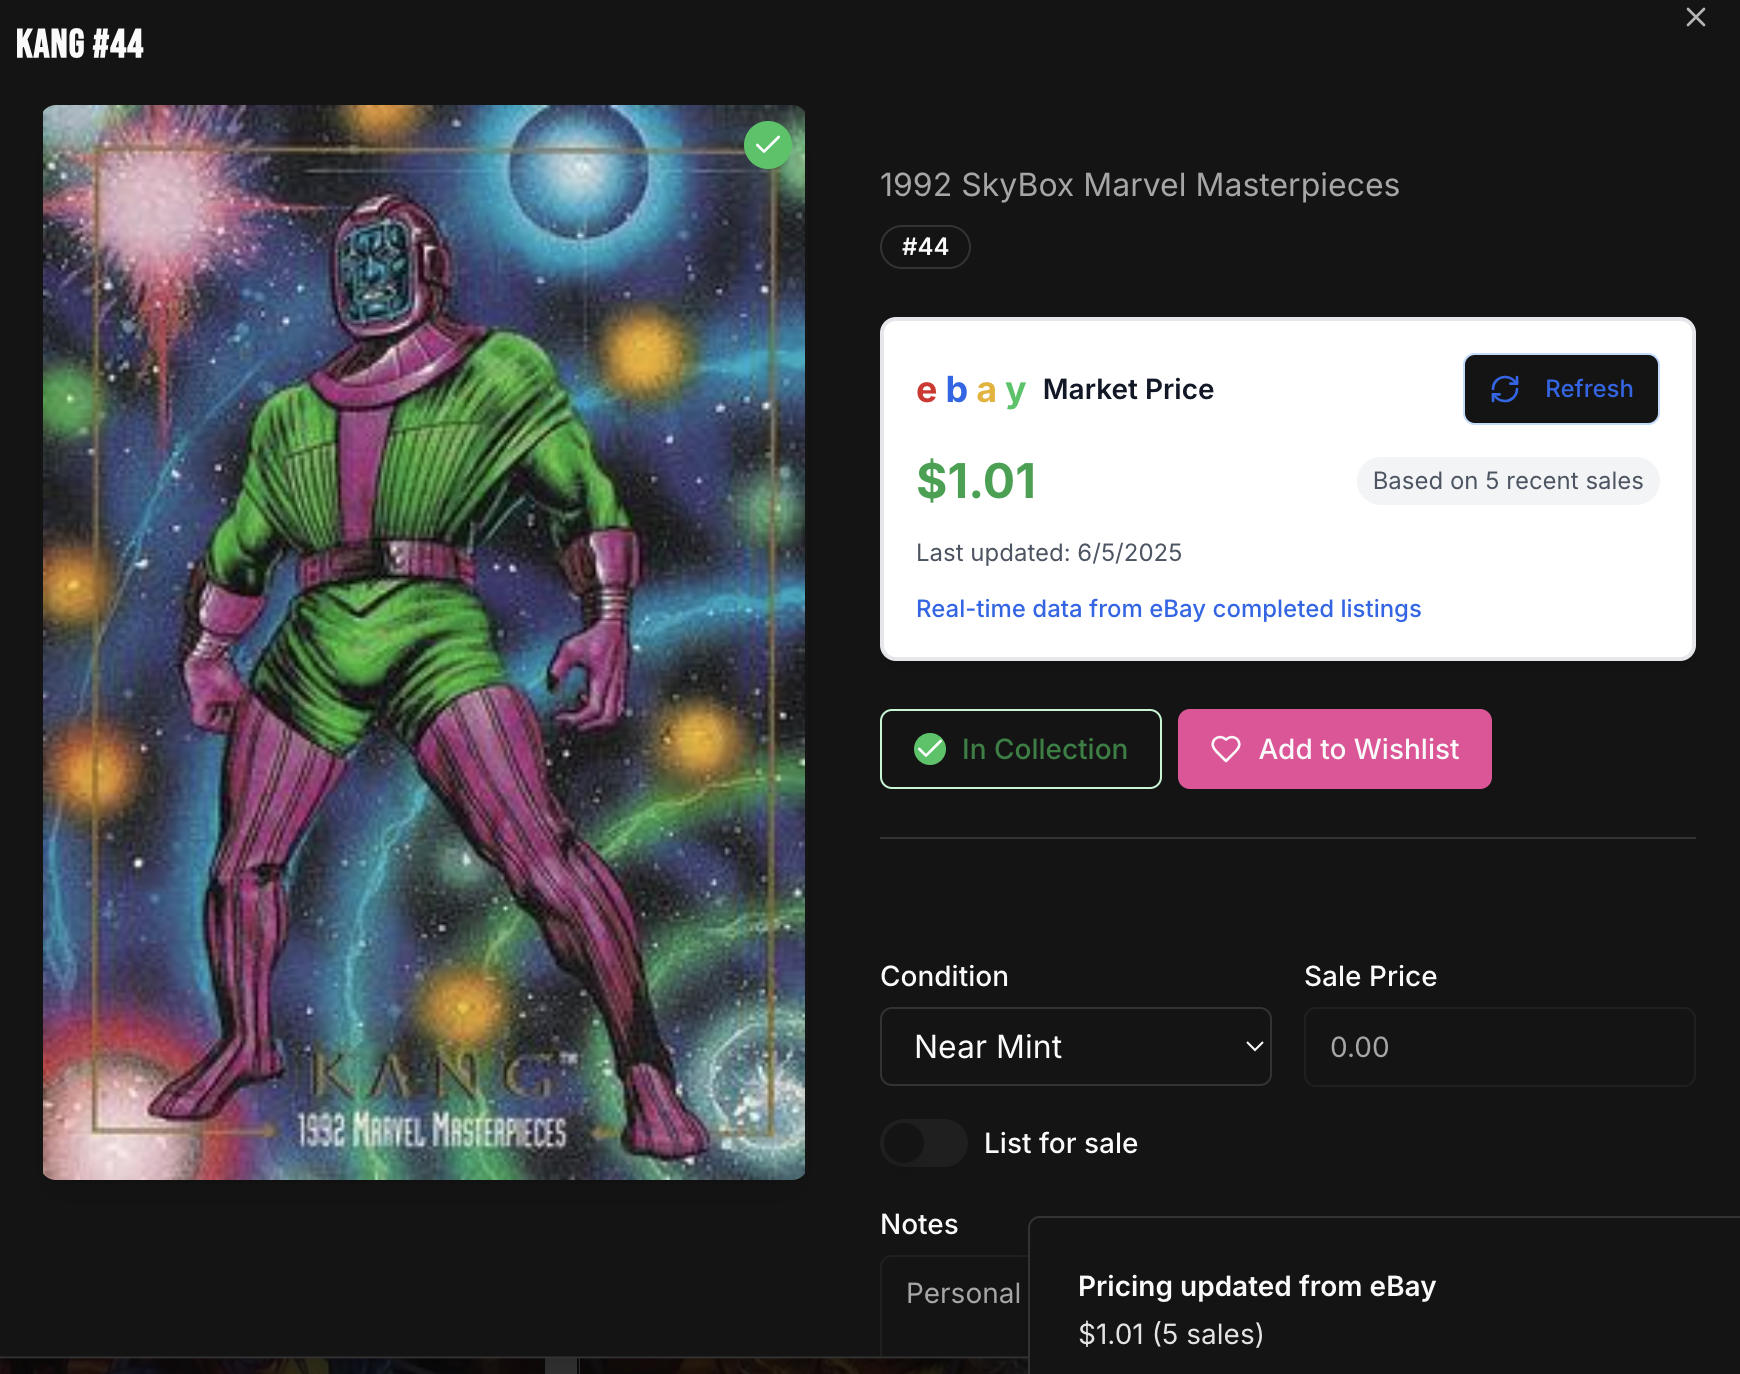 KANG #44
KANG
1992 MARVEL MASTERPIECES
1992 SkyBox Marvel Masterpieces
#44
ebay Market Price
Refresh
$1.01
Based on 5 recent sales
Last updated: 6/5/2025
Real-time data from eBay completed listings
In Collection
Add to Wishlist
Condition
Sale Price
Near Mint
0.00
List for sale
Notes
Personal
Pricing updated from eBay
$1.01 (5 sales)